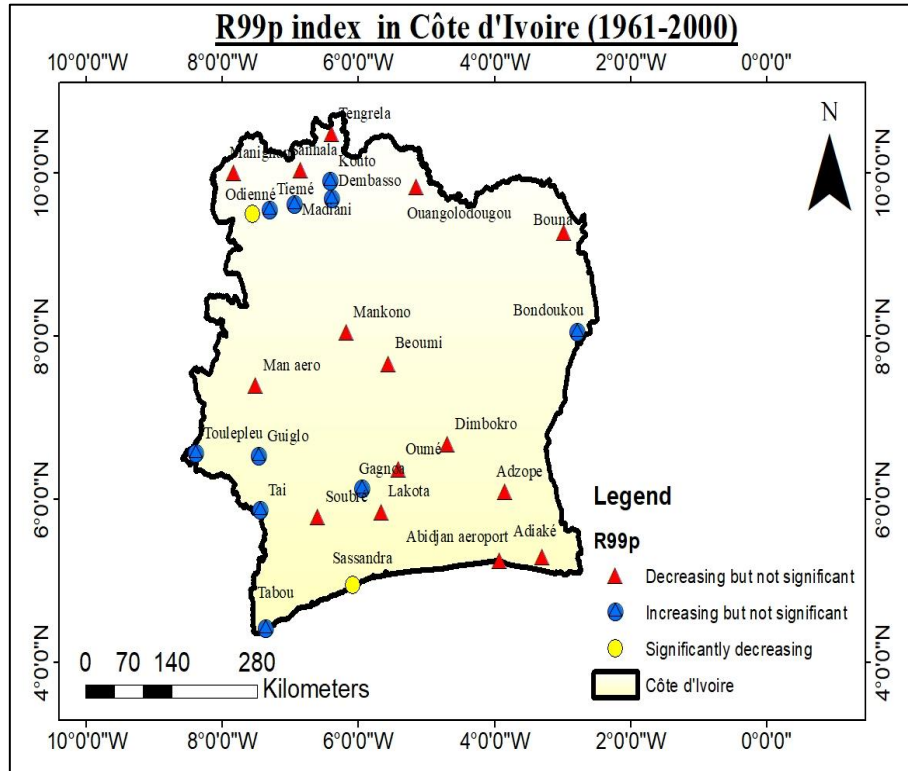 R99p index in Côte d'Ivoire (1961-2000)
10°0'0"W 8°0'0"W 6°0'0"W 4°0'0"W 2°0'0"W 0°0'0"
N
10°0'0"N
8°0'0"N
6°0'0"N
4°0'0"N
10°0'0"N
8°0'0"N
6°0'0"N
4°0'0"N
Tengrela
Manignan Sanhala
Kouto
Dembasso
Odienné Tiemé
Madiani
Ouangolodougou
Bouna
Bondoukou
Mankono
Beoumi
Man aero
Dimbokro
Toulepleu Guiglo
Oumé
Gagnoa
Adzope
Tai
Soubré Lakota
Abidjan aeroport Adiaké
Sassandra
Tabou
Legend
R99p
Decreasing but not significant
Increasing but not significant
Significantly decreasing
Côte d'Ivoire
0 70 140 280
Kilometers
10°0'0"W 8°0'0"W 6°0'0"W 4°0'0"W 2°0'0"W 0°0'0"